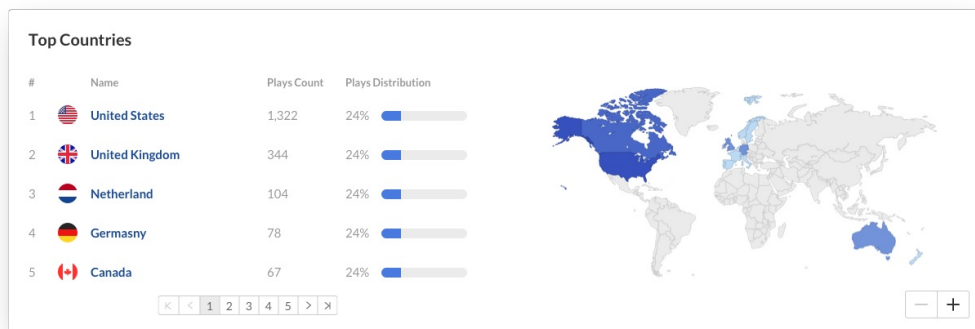 Top Countries
# Name Plays Count Plays Distribution
1 United States 1,322 24%
2 United Kingdom 344 24%
3 Netherland 104 24%
4 Germasny 78 24%
5 Canada 67 24%
1 2 3 4 5